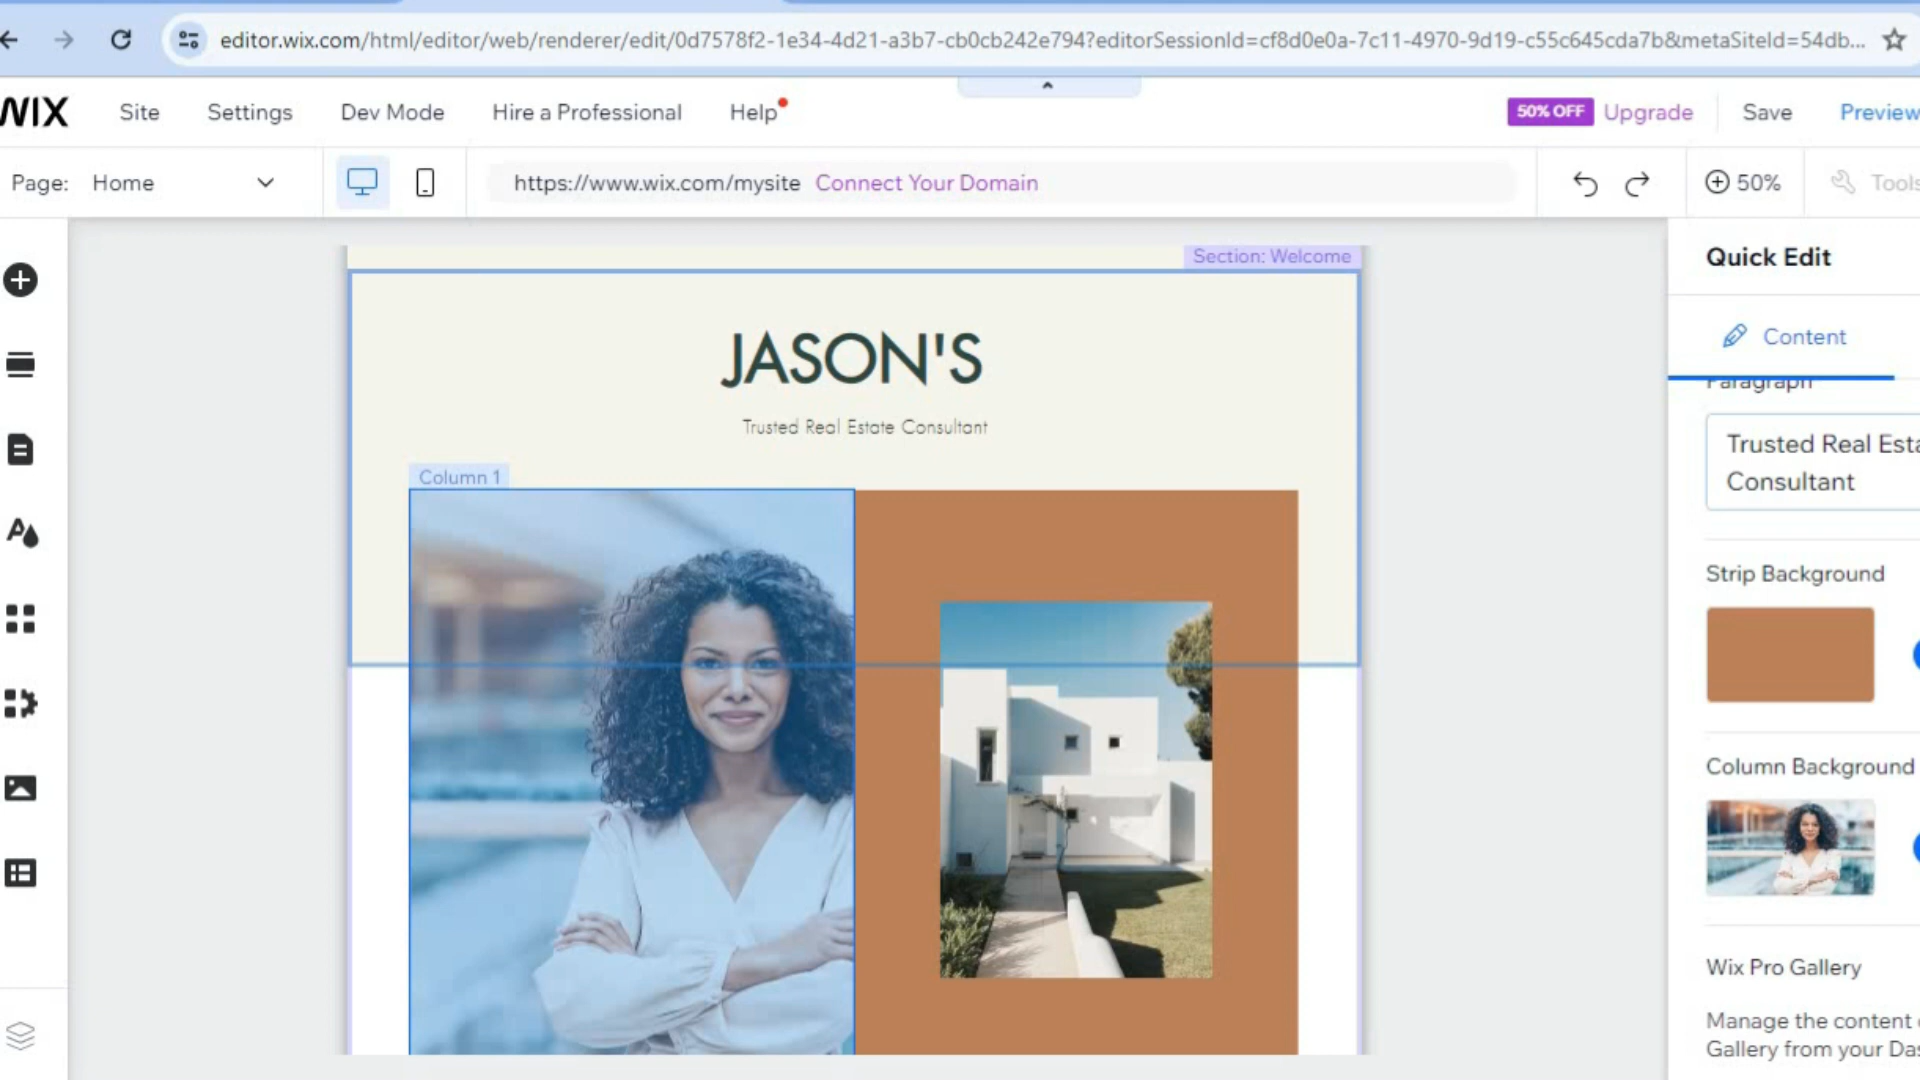 editor.wix.com/html/editor/web/renderer/edit/0d7578f2-1e34-4d21-a3b7-cb0cb242e794?editorSessionId=cf8d0e0a-7c11-4970-9d19-c55c645cda7b&metaSiteId=54db...
WIX Site Settings Dev Mode Hire a Professional Help 50% OFF Upgrade Save Preview
Page: Home https://www.wix.com/mysite Connect Your Domain 50% Tools
Section: Welcome
JASON'S
Trusted Real Estate Consultant
Column 1
Quick Edit
Content
Paragraph
Trusted Real Esta
Consultant
Strip Background
Column Background
Wix Pro Gallery
Manage the content
Gallery from your Das